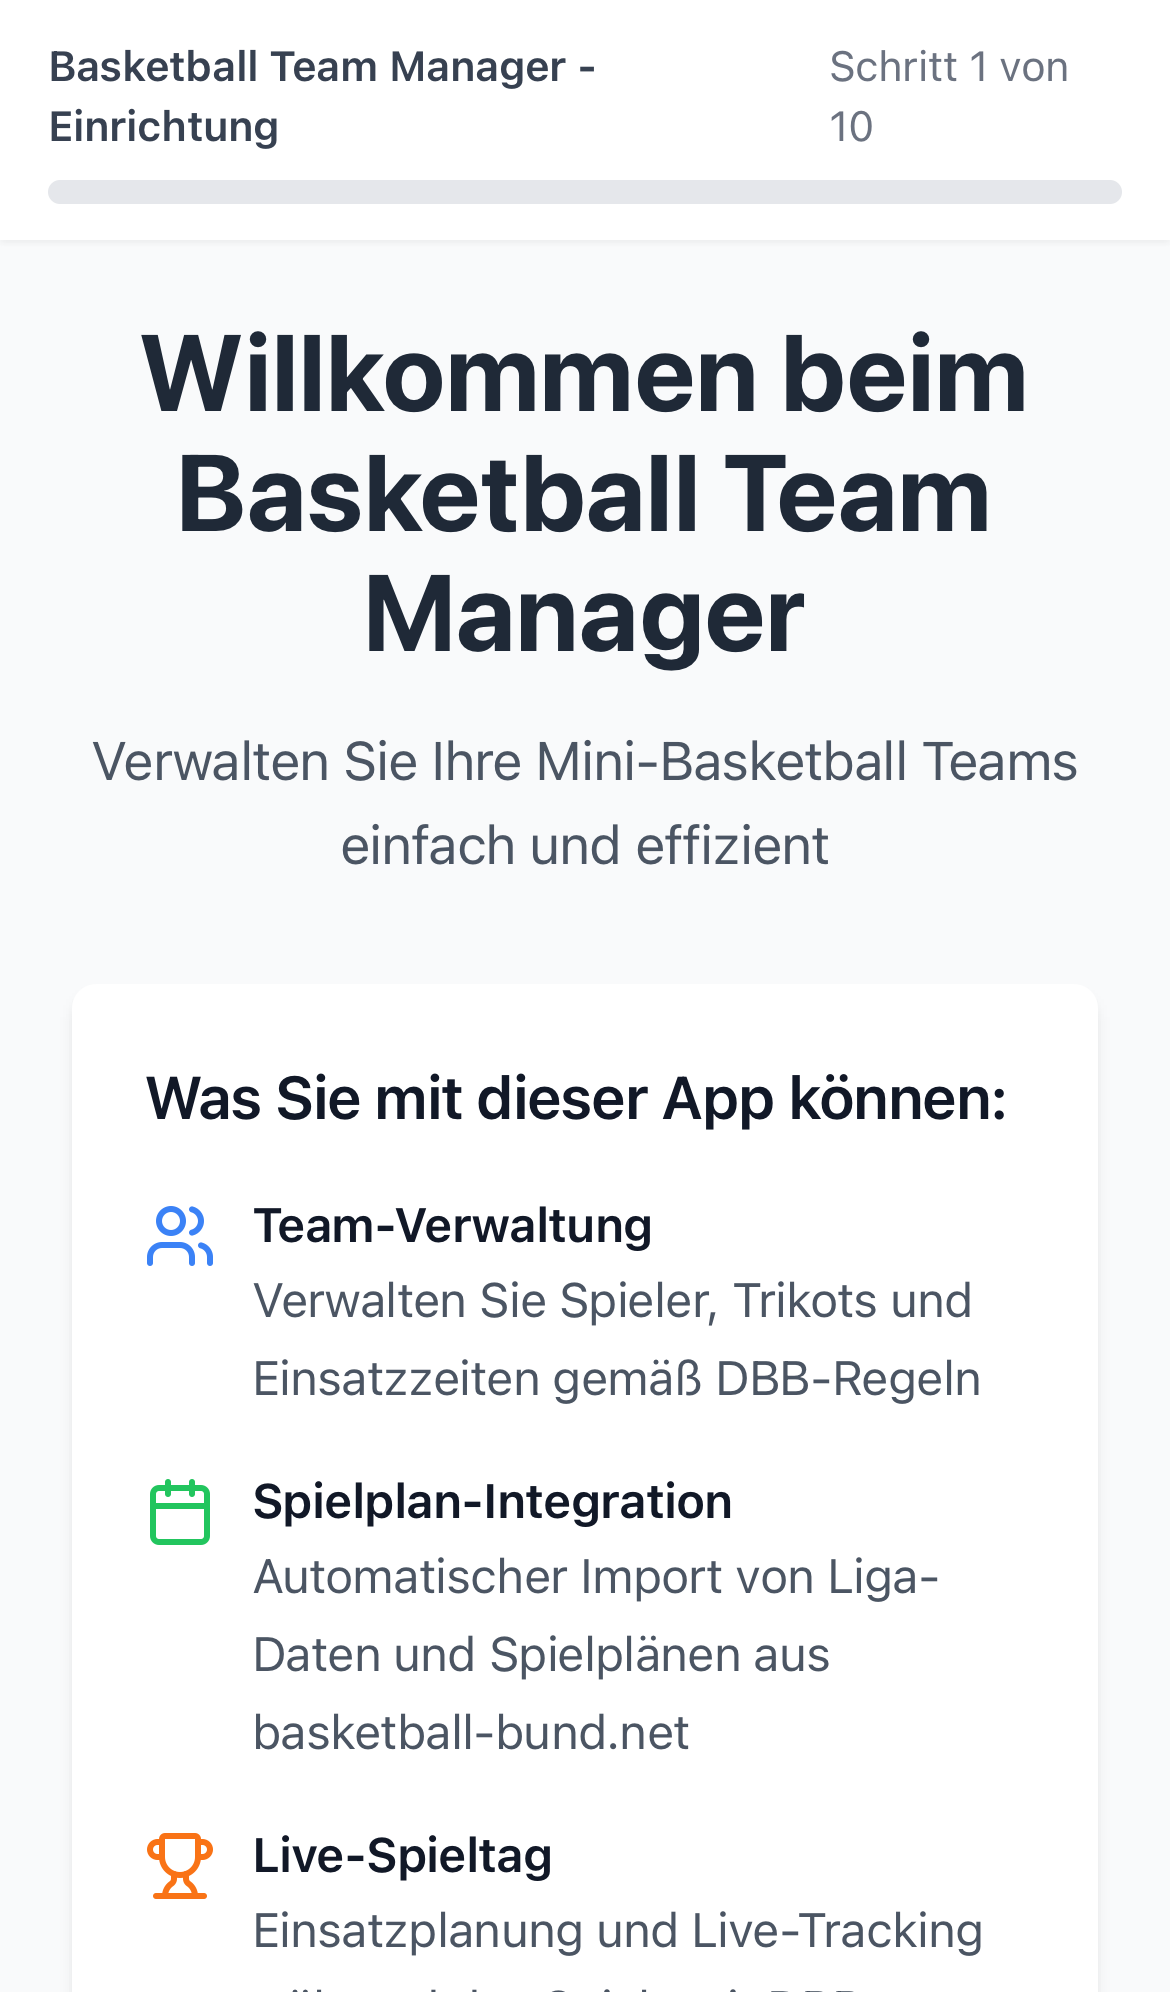 Basketball Team Manager -
Einrichtung
Schritt 1 von
10
Willkommen beim
Basketball Team
Manager
Verwalten Sie Ihre Mini-Basketball Teams
einfach und effizient
Was Sie mit dieser App können:
Team-Verwaltung
Verwalten Sie Spieler, Trikots und
Einsatzzeiten gemäß DBB-Regeln
Spielplan-Integration
Automatischer Import von Liga-
Daten und Spielplänen aus
basketball-bund.net
Live-Spieltag
Einsatzplanung und Live-Tracking